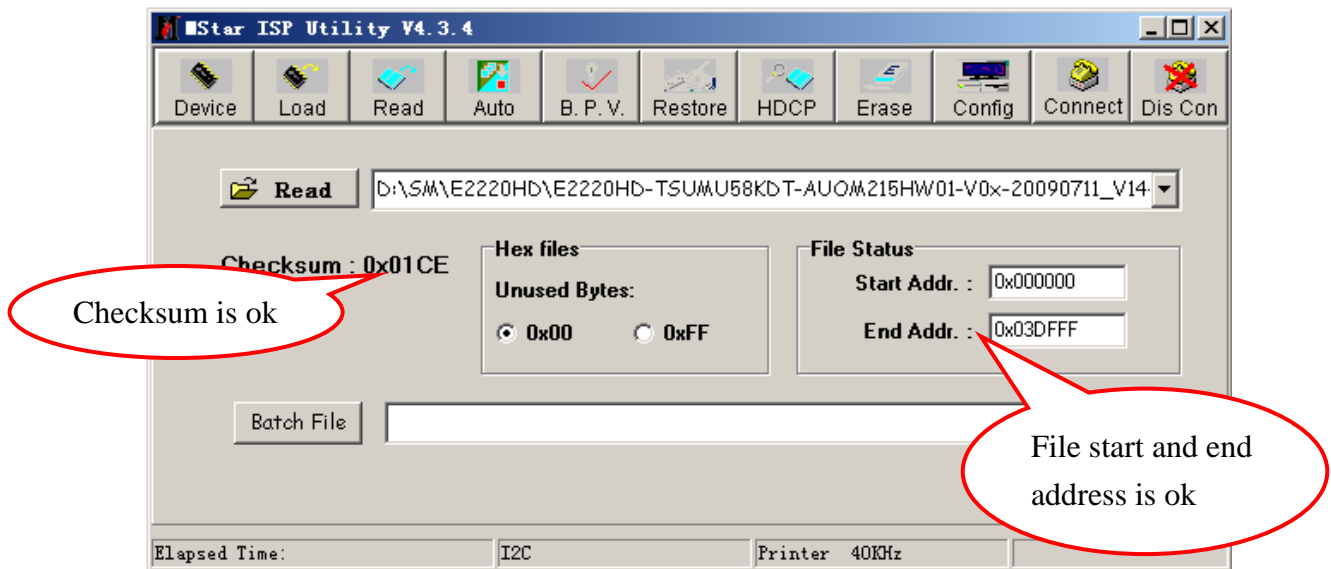 MStar ISP Utility V4.3.4
Device Load Read Auto B. P. V. Restore HDCP Erase Config Connect Dis Con
Read D:\SM\E2220HD\E2220HD-TSUMU58KDT-AUOM215HW01-V0x-20090711_V14-
Checksum : 0x01CE
Hex files
Unused Bytes:
0x00 0xFF
File Status
Start Addr. : 0x000000
End Addr. : 0x03DFFF
Checksum is ok
Batch File
File start and end
address is ok
Elapsed Time: I2C Printer 40KHz